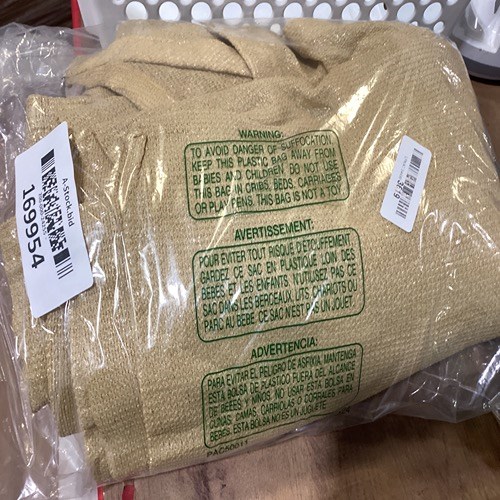 WARNING:
TO AVOID DANGER OF SUFFOCATION
KEEP THIS PLASTIC BAG AWAY FROM
BABIES AND CHILDREN. DO NOT USE
THIS BAG IN CRIBS, BEDS, CARRIAGES
OR PLAY PENS. THIS BAG IS NOT A TOY.
AVERTISSEMENT:
POUR EVITER TOUT RISQUE D'ETOUFFEMENT,
GARDEZ CE SAC EN PLASTIQUE LOIN DES
BEBES ET LES ENFANTS. N'UTILISEZ PAS CE
SAC DANS LES BERCEAUX, LITS, CHARIOTS OU
PARC AU BEBE. CE SAC N'EST PAS UN JOUET.
ADVERTENCIA:
PARA EVITAR EL PELIGRO DE ASFIXIA, MANTENGA
ESTA BOLSA DE PLASTICO FUERA DEL ALCANCE
DE BEBES Y NIÑOS. NO USAR ESTA BOLSA EN
CUNAS, CAMAS, CARRIOLAS O CORRALES PARA
BEBÉS. ESTA BOLSA NO ES UN JUGUETE
PAC50011
A-Stock.bid
169954